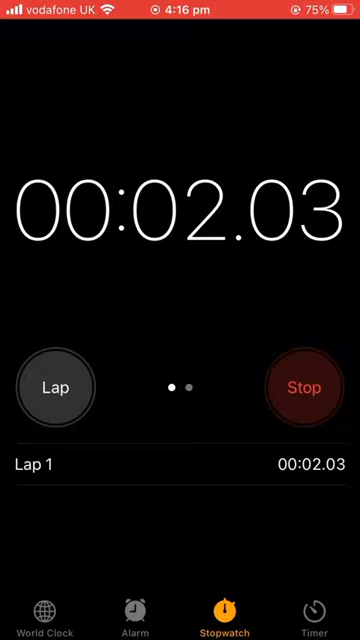 vodafone UK 4:16 pm 75%
00:02.03
Lap Stop
Lap 1 00:02.03
World Clock Alarm Stopwatch Timer